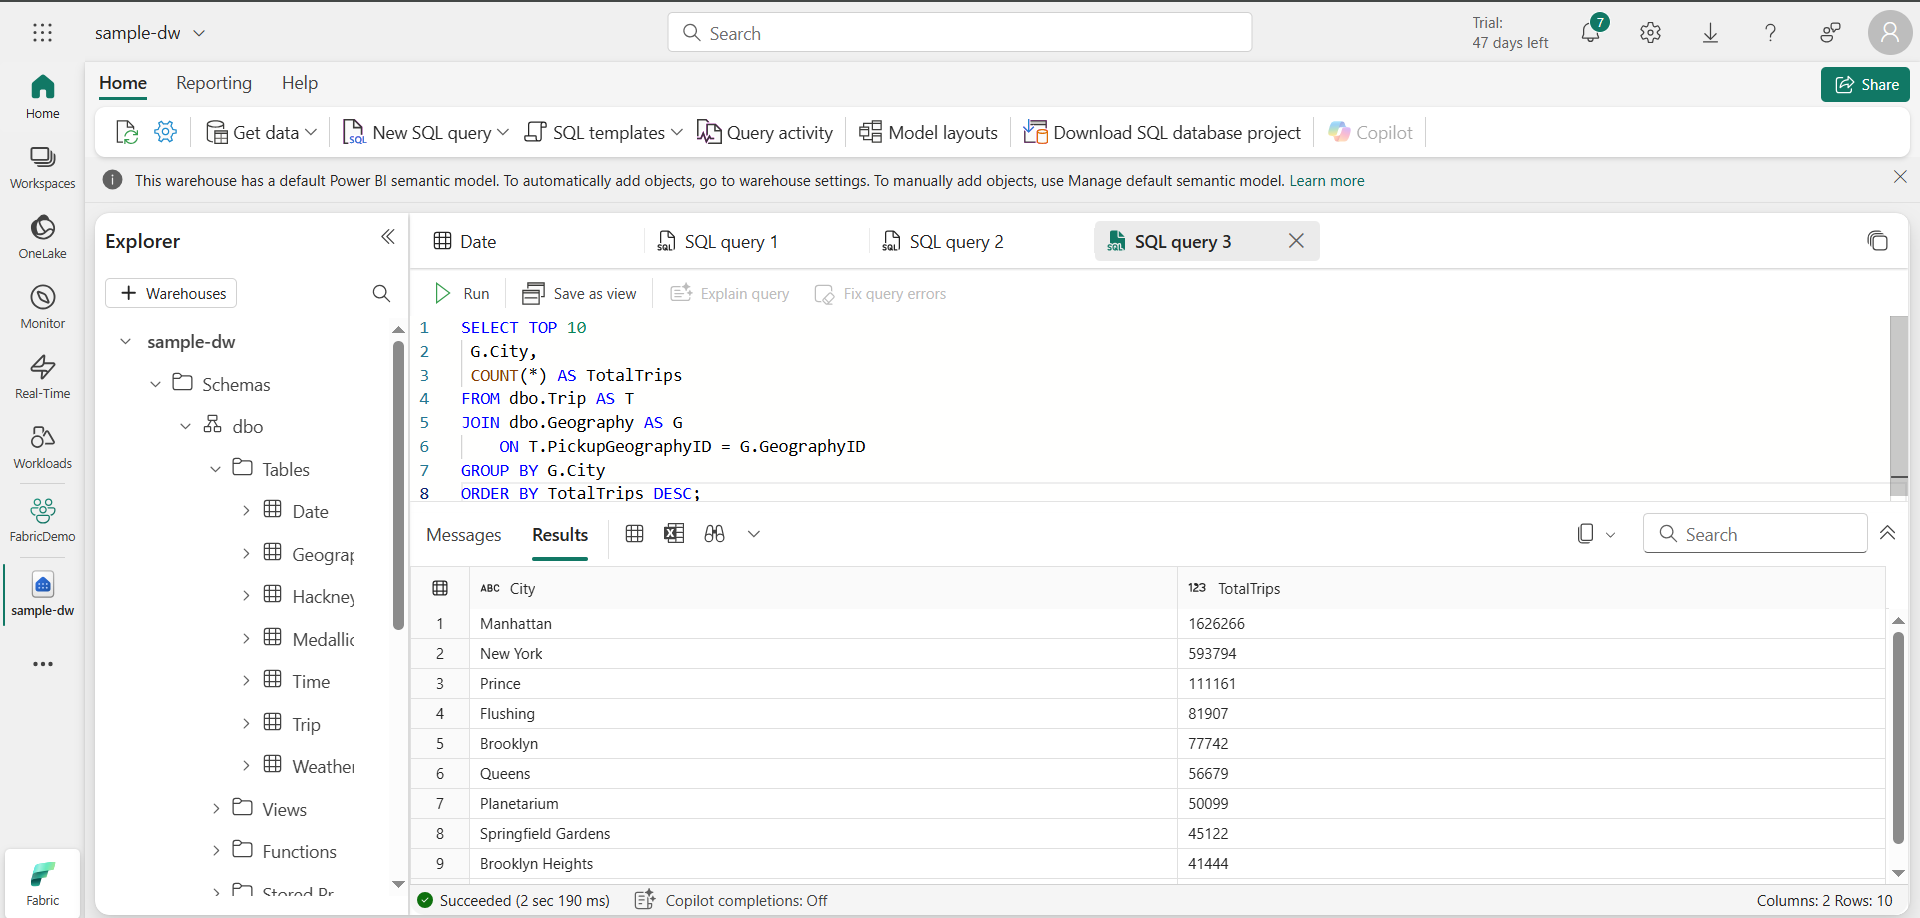 sample-dw
Search
Trial:
47 days left
7
Home
Workspaces
OneLake
Monitor
Real-Time
Workloads
FabricDemo
sample-dw
Fabric
Home Reporting Help
Share
Get data New SQL query SQL templates Query activity Model layouts Download SQL database project Copilot
This warehouse has a default Power BI semantic model. To automatically add objects, go to warehouse settings. To manually add objects, use Manage default semantic model. Learn more
Explorer
+ Warehouses
sample-dw
Schemas
dbo
Tables
Date
Geograp
Hackney
Medallic
Time
Trip
Weather
Views
Functions
Stored Pr
Date SQL query 1 SQL query 2 SQL query 3
Run Save as view Explain query Fix query errors
1 SELECT TOP 10
2 G.City,
3 COUNT(*) AS TotalTrips
4 FROM dbo.Trip AS T
5 JOIN dbo.Geography AS G
6 ON T.PickupGeographyID = G.GeographyID
7 GROUP BY G.City
8 ORDER BY TotalTrips DESC;
Messages Results
Search
ABC City 123 TotalTrips
1 Manhattan 1626266
2 New York 593794
3 Prince 111161
4 Flushing 81907
5 Brooklyn 77742
6 Queens 56679
7 Planetarium 50099
8 Springfield Gardens 45122
9 Brooklyn Heights 41444
Succeeded (2 sec 190 ms) Copilot completions: Off
Columns: 2 Rows: 10